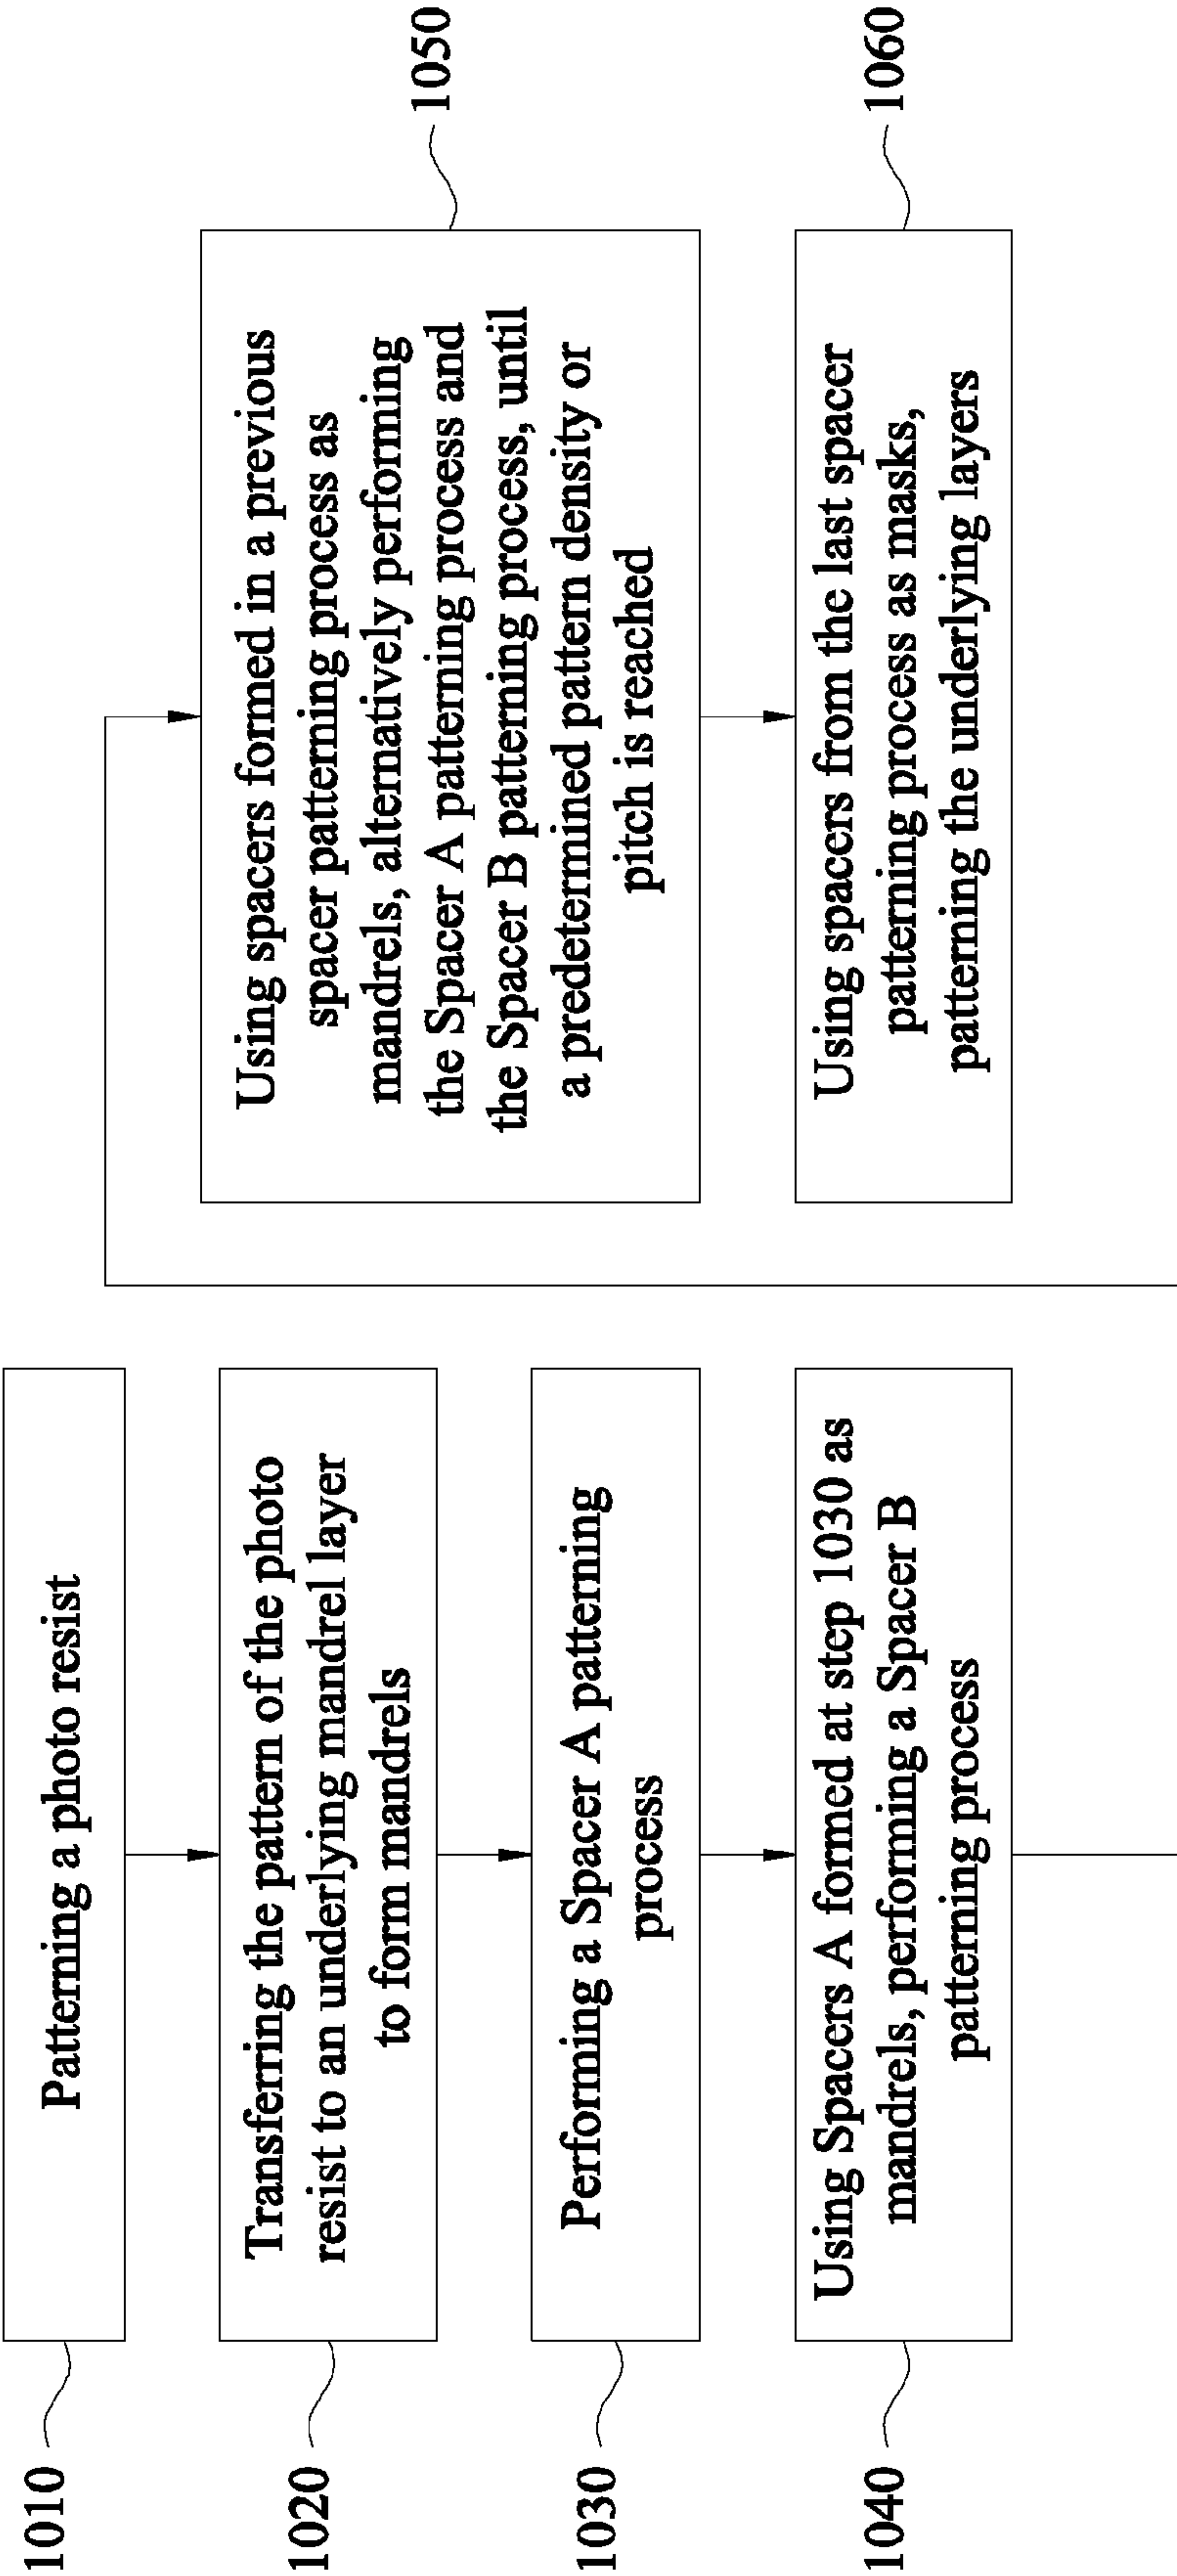 1010
Patterning a photo resist
1020
Transferring the pattern of the photo
resist to an underlying mandrel layer
to form mandrels
1030
Performing a Spacer A patterning
process
1040
Using Spacers A formed at step 1030 as
mandrels, performing a Spacer B
patterning process
1050
Using spacers formed in a previous
spacer patterning process as
mandrels, alternatively performing
the Spacer A patterning process and
the Spacer B patterning process, until
a predetermined pattern density or
pitch is reached
1060
Using spacers from the last spacer
patterning process as masks,
patterning the underlying layers